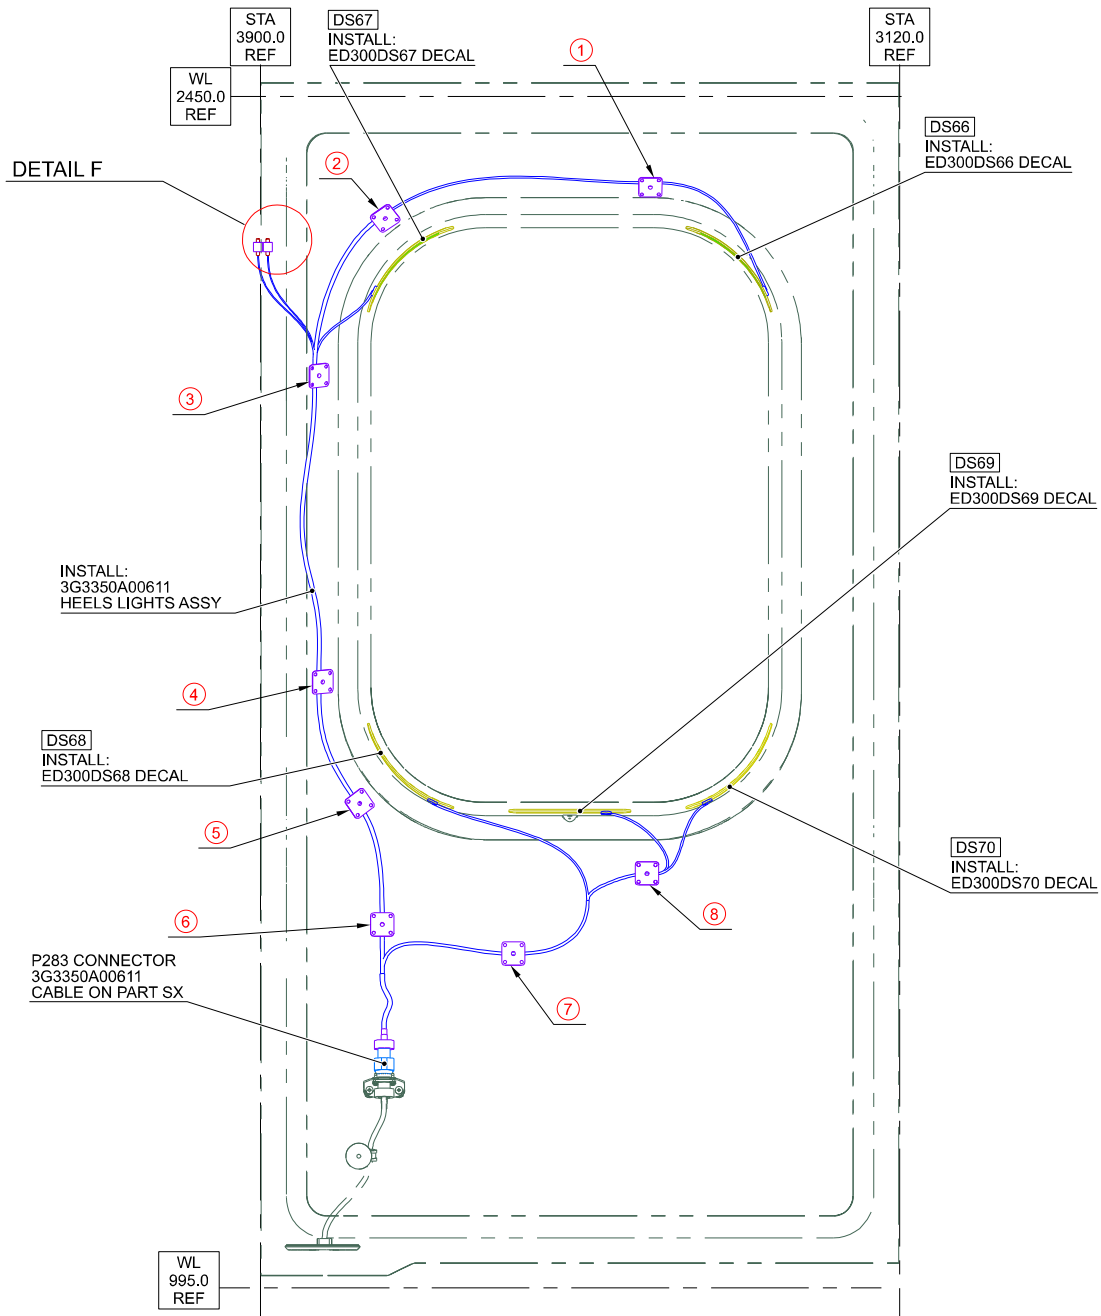 STA
3900.0
REF
DS67
INSTALL:
ED300DS67 DECAL
1
STA
3120.0
REF
WL
2450.0
REF
DS66
INSTALL:
ED300DS66 DECAL
DETAIL F
2
3
DS69
INSTALL:
ED300DS69 DECAL
INSTALL:
3G3350A00611
HEELS LIGHTS ASSY
4
DS68
INSTALL:
ED300DS68 DECAL
5
DS70
INSTALL:
ED300DS70 DECAL
6
8
P283 CONNECTOR
3G3350A00611
CABLE ON PART SX
7
WL
995.0
REF